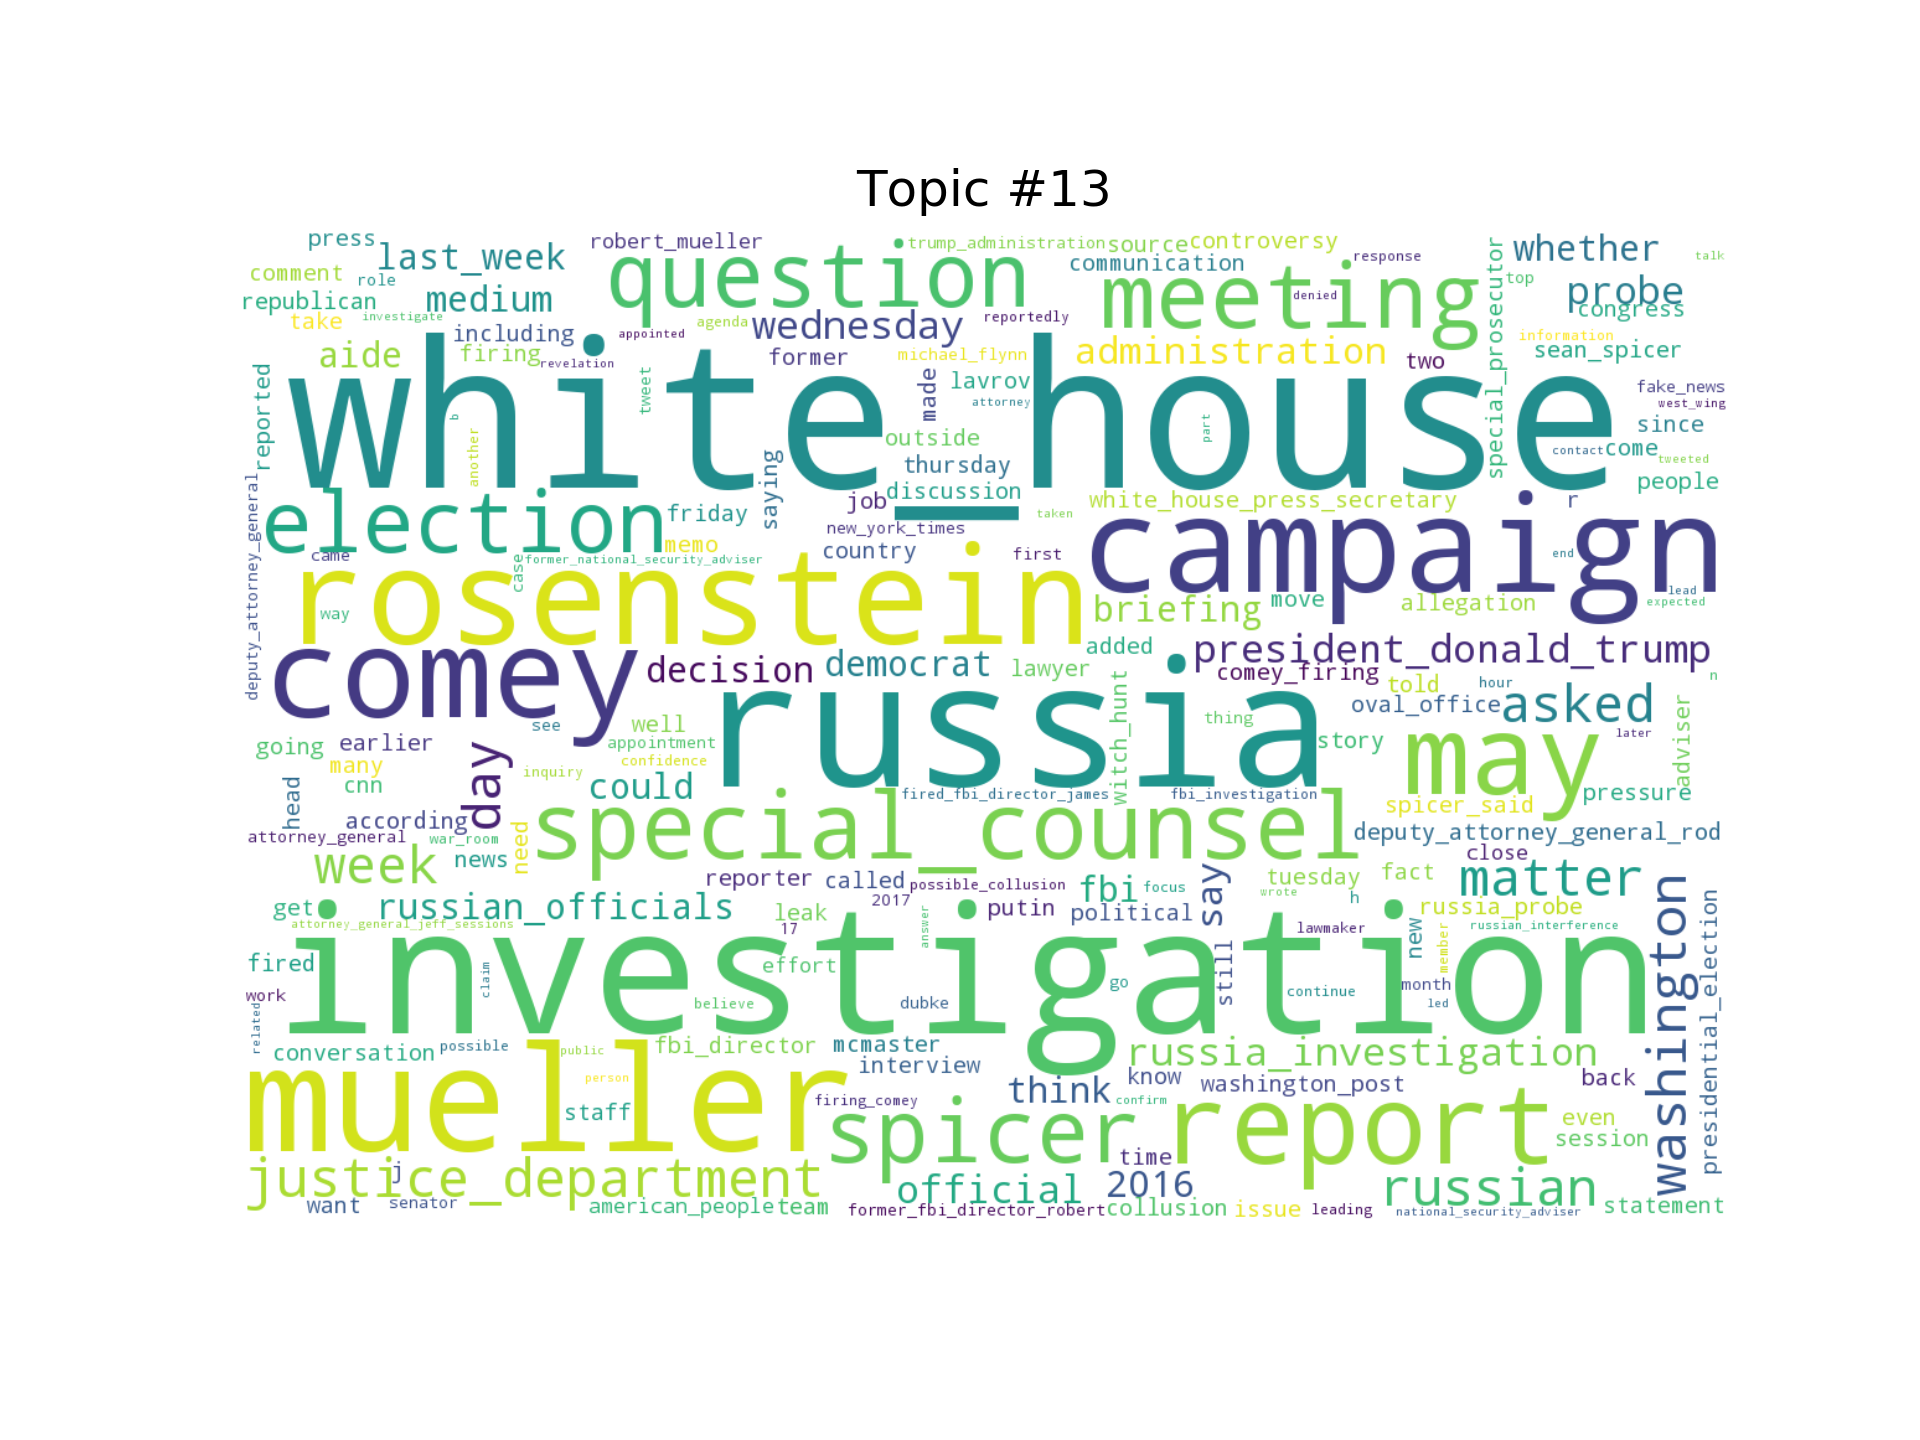 Topic #13
press
robert_mueller
trump_administration
source
controversy
last_week
question
communication
response
whether
talk
comment
role
special_prosecutor
top
republican
medium
meeting
denied
probe
congress
take
investigate
including
appointed
agenda
wednesday
reportedly
information
aide
firing
revelation
former
michael_flynn
administration
two
sean_spicer
reported
white_house
tweet
made
lavrov
attorney
fake_news
west_wing
b
another
part
since
outside
contact
come
tweeted
saying
thursday
people
deputy_attorney_general
job
discussion
white_house_press_secretary
r
election
friday
taken
campaign
new_york_times
came
memo
country
first
end
case
former_national_security_adviser
rosenstein
way
briefing
move
allegation
lead
expected
comey
decision
democrat
lawyer
added
president_donald_trump
comey_firing
n
witch_hunt
told
hour
see
well
russia
thing
oval_office
asked
going
earlier
day
appointment
story
may
later
adviser
many
confidence
cnn
inquiry
could
fired_fbi_director_james
fbi_investigation
spicer_said
pressure
head
according
special_counsel
attorney_general
war_room
need
deputy_attorney_general_rod
week
news
close
reporter
called
possible_collusion
fbi
focus
say
tuesday
fact
matter
washington
get
russian_officials
2017
leak
putin
political
wrote
h
russia_probe
presidential_election
attorney_general_jeff_sessions
17
answer
lawmaker
new
member
russian_interference
fired
investigation
claim
effort
still
work
believe
dubke
go
continue
month
led
related
conversation
possible
public
fbi_director
mcmaster
russia_investigation
mueller
person
interview
think
know
washington_post
back
staff
firing_comey
confirm
spicer
report
even
session
justice_department
j
time
want
senator
american_people
team
official
2016
russian
former_fbi_director_robert
collusion
issue
leading
national_security_adviser
statement